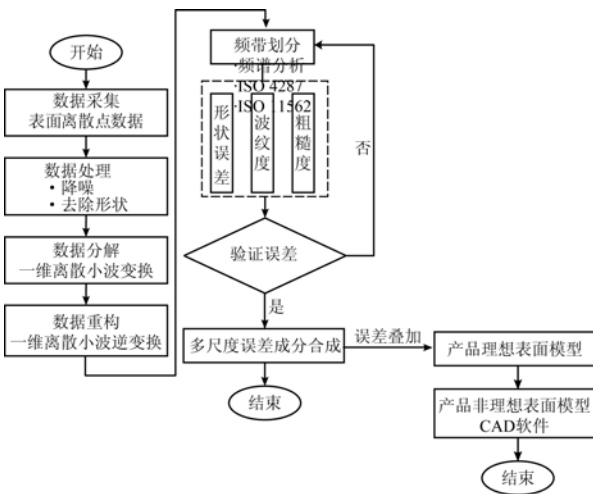 开始
数据采集
表面离散点数据
数据处理
·降噪
·去除形状
数据分解
一维离散小波变换
数据重构
一维离散小波逆变换
频带划分
·频谱分析
·ISO 4287
·ISO 11562
形状误差
波纹度
粗糙度
否
验证误差
是
多尺度误差成分合成
结束
误差叠加
产品理想表面模型
产品非理想表面模型
CAD软件
结束